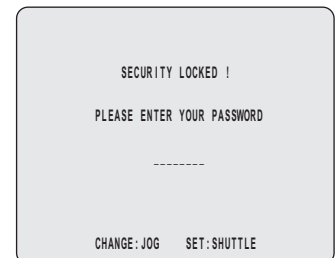 SECURITY LOCKED !
PLEASE ENTER YOUR PASSWORD
--------
CHANGE:JOG SET:SHUTTLE